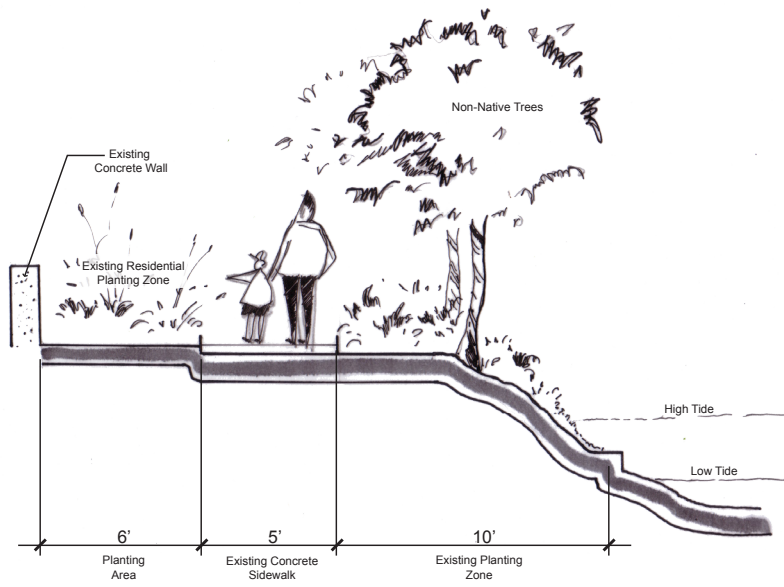 Non-Native Trees
Existing
Concrete Wall
Existing Residential
Planting Zone
High Tide
Low Tide
6’
5’
10’
Planting
Area
Existing Concrete
Sidewalk
Existing Planting
Zone